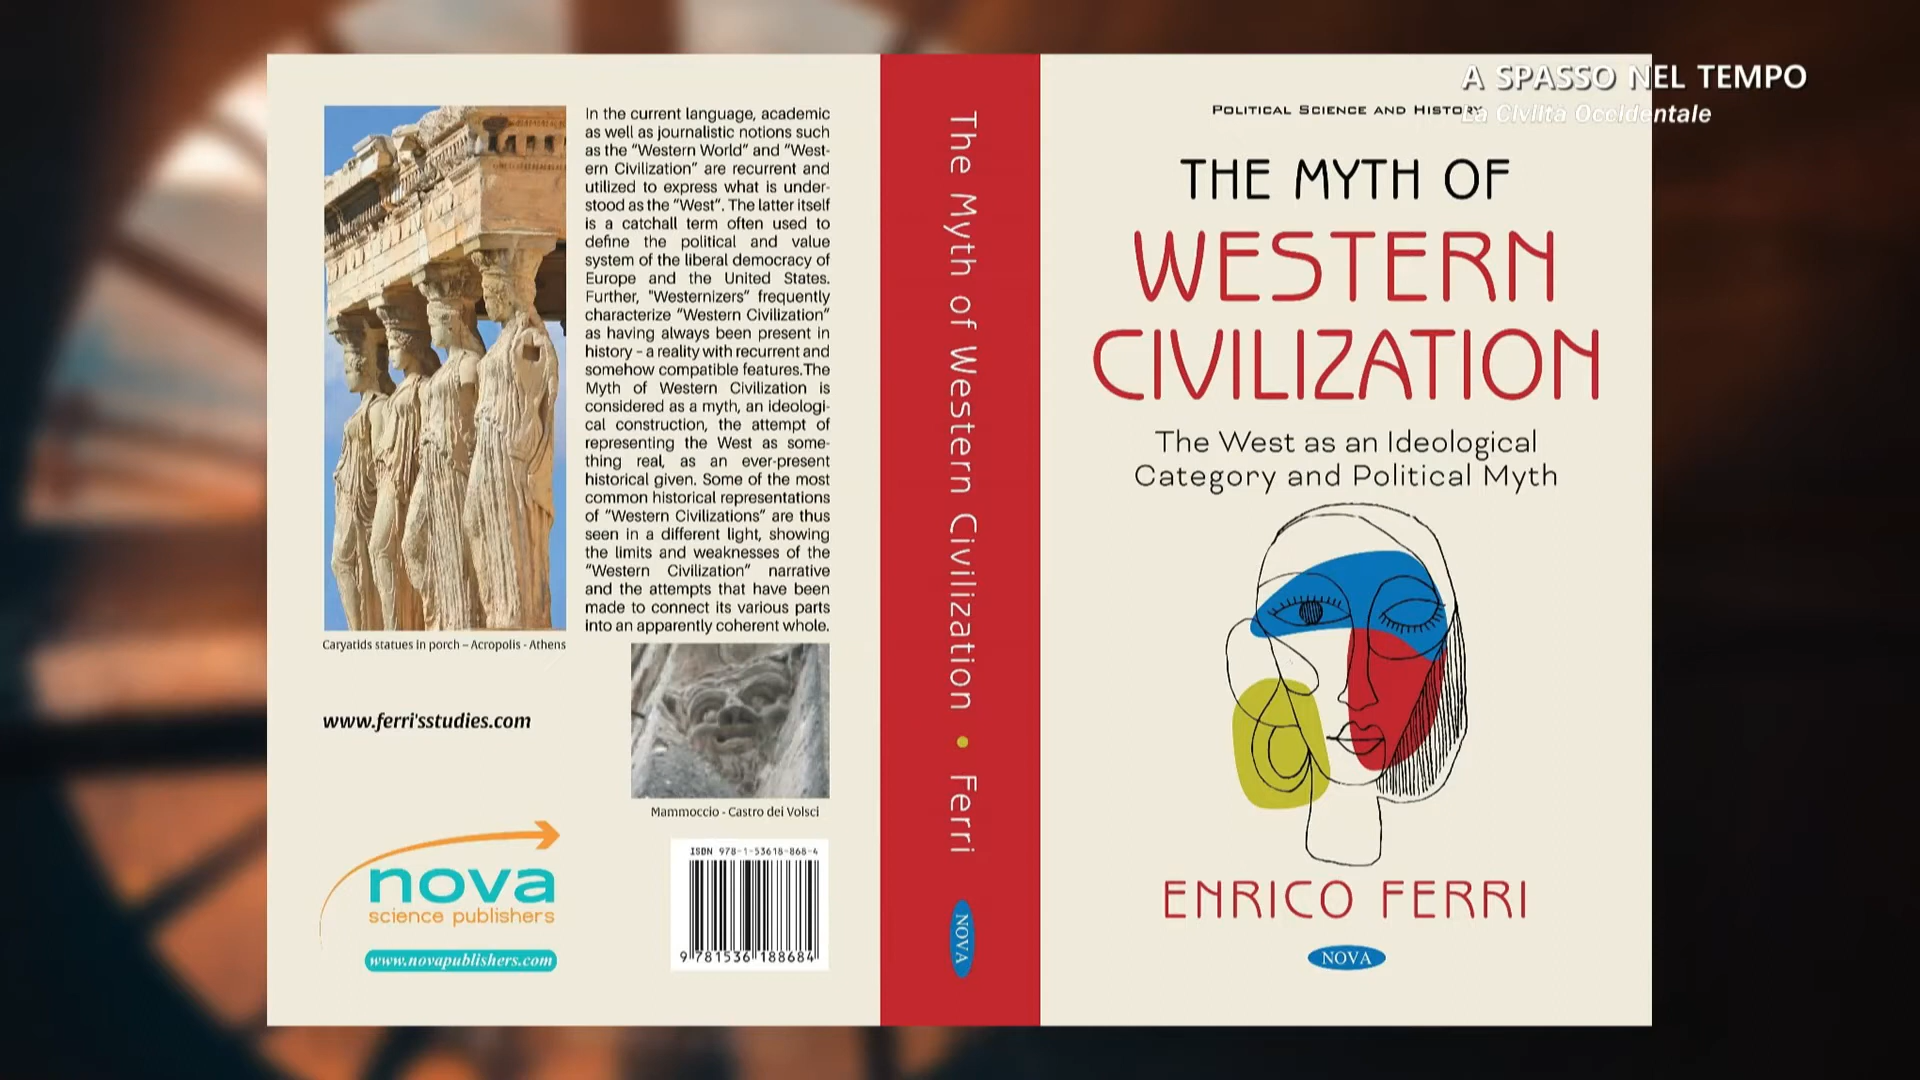 In the current language, academic
as well as journalistic notions such
as the “Western World” and “West-
ern Civilization” are recurrent and
utilized to express what is under-
stood as the “West”. The latter itself
is a catchall term often used to
define the political and value
system of the liberal democracy of
Europe and the United States.
Further, "Westernizers” frequently
characterize “Western Civilization”
as having always been present in
history – a reality with recurrent and
somehow compatible features.The
Myth of Western Civilization is
considered as a myth, an ideologi-
cal construction, the attempt of
representing the West as some-
thing real, as an ever-present
historical given. Some of the most
common historical representations
of “Western Civilizations” are thus
seen in a different light, showing
the limits and weaknesses of the
“Western Civilization” narrative
and the attempts that have been
made to connect its various parts
into an apparently coherent whole.
Caryatids statues in porch – Acropolis - Athens
www.ferri'sstudies.com
Mammoccio - Castro dei Volsci
nova
science publishers
www.novapublishers.com
ISBN 978-1-53618-868-4
9 781536 188684
The Myth of Western Civilization • Ferri
NOVA
A SPASSO NEL TEMPO
La Civiltà Occidentale
POLITICAL SCIENCE AND HISTORY
THE MYTH OF
WESTERN
CIVILIZATION
The West as an Ideological
Category and Political Myth
ENRICO FERRI
NOVA